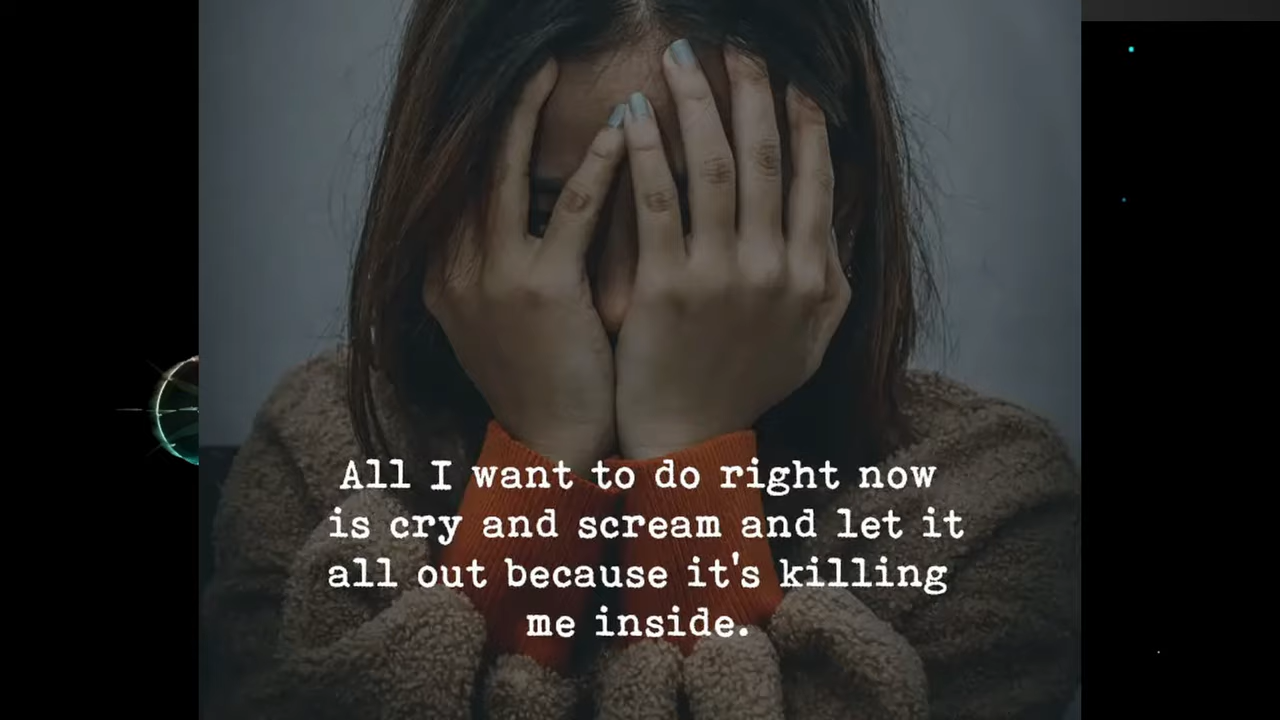 All I want to do right now
is cry and scream and let it
all out because it's killing
me inside.